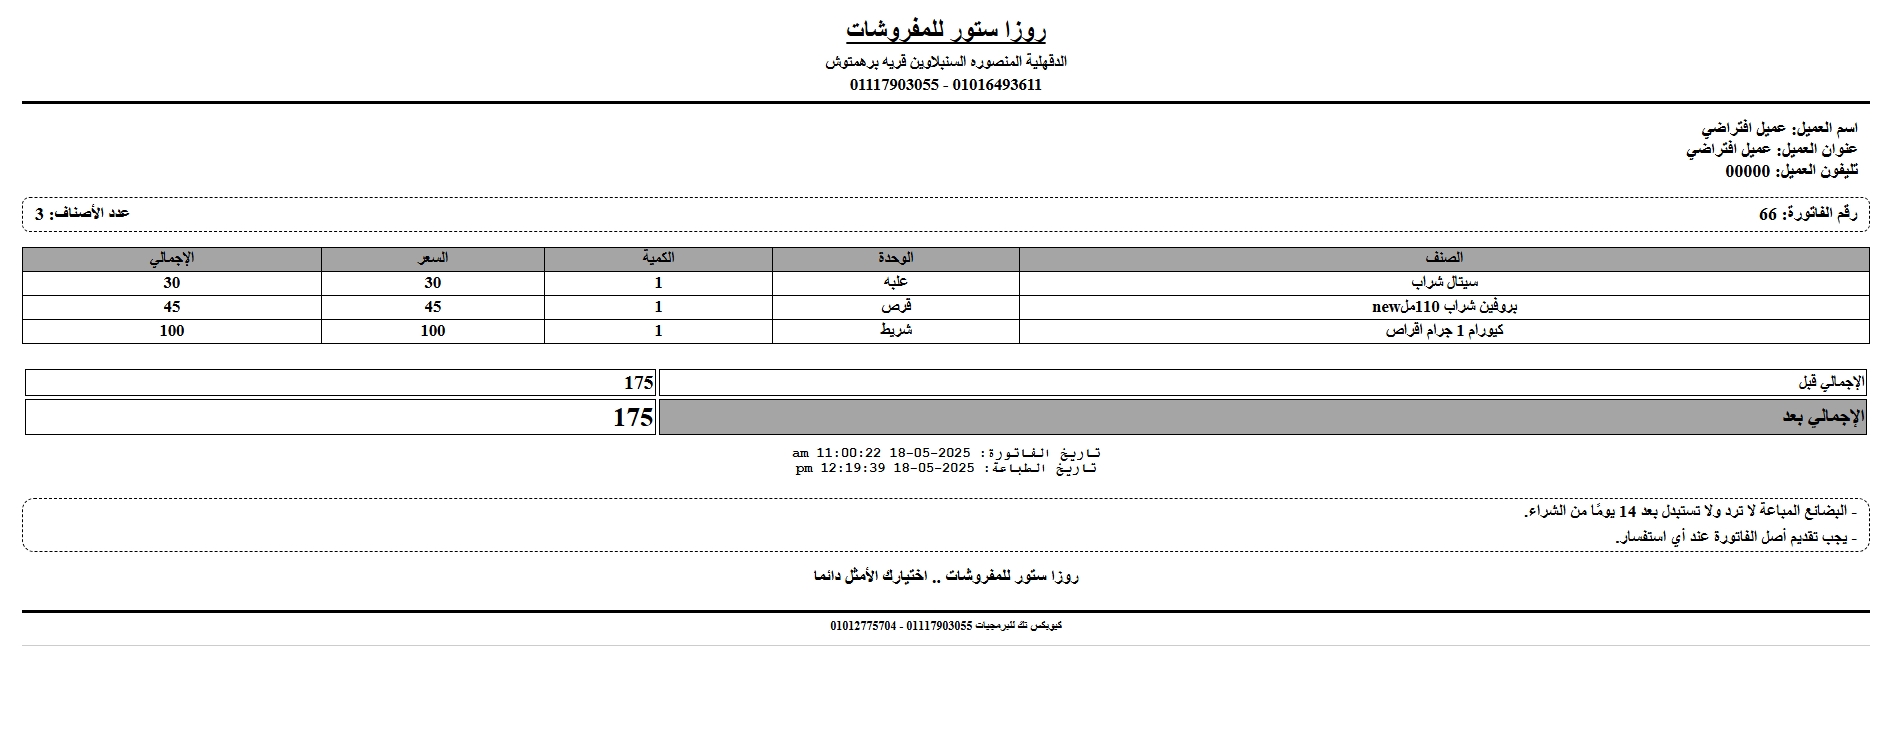 روزا ستور للمفروشات
الدقهلية المنصوره السنبلاوين قريه برهمتوش
01117903055 - 01016493611
اسم العميل: عميل افتراضي
عنوان العميل: عميل افتراضي
تليفون العميل: 00000
رقم الفاتورة: 66 عدد الأصناف: 3
الصنف الوحدة الكمية السعر الإجمالي
سيتال شراب علبه 1 30 30
بروفين شراب 110ملnew قرص 1 45 45
كيورام 1 جرام اقراص شريط 1 100 100
الإجمالي قبل 175
الإجمالي بعد 175
تاريخ الفاتورة: 2025-05-18 11:00:22 am
تاريخ الطباعة: 2025-05-18 12:19:39 pm
- البضائع المباعة لا ترد ولا تستبدل بعد 14 يومًا من الشراء.
- يجب تقديم أصل الفاتورة عند أي استفسار.
روزا ستور للمفروشات .. اختيارك الأمثل دائما
كيوبكس تك للبرمجيات 01117903055 - 01012775704